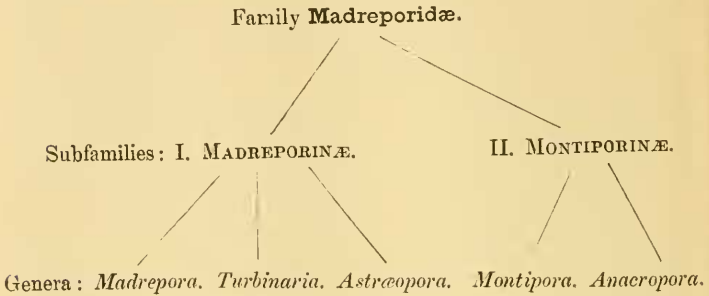 Family Madreporidæ.
Subfamilies: I. MADREPORINÆ. II. MONTIPORINÆ.
Genera: Madrepora. Turbinaria. Astræopora. Montipora. Anacropora.